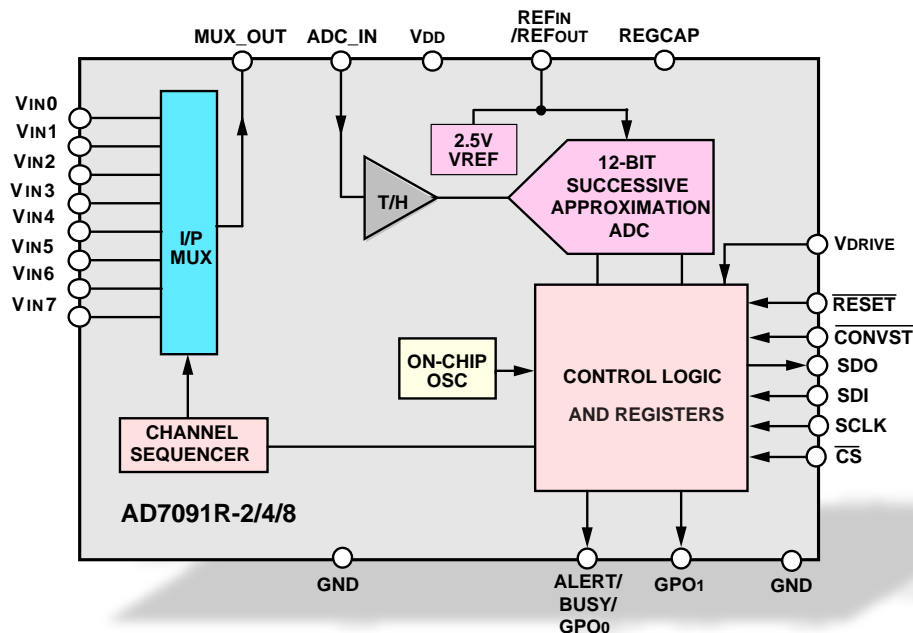 MUX_OUT
ADC_IN
VDD
REFIN
/REFOUT
REGCAP
VIN0
VIN1
VIN2
VIN3
VIN4
VIN5
VIN6
VIN7
I/P
MUX
T/H
2.5V
VREF
12-BIT
SUCCESSIVE
APPROXIMATION
ADC
VDRIVE
RESET
CONVST
SDO
SDI
SCLK
CS
ON-CHIP
OSC
CONTROL LOGIC
AND REGISTERS
CHANNEL
SEQUENCER
AD7091R-2/4/8
GND
ALERT/
BUSY/
GPO0
GPO1
GND